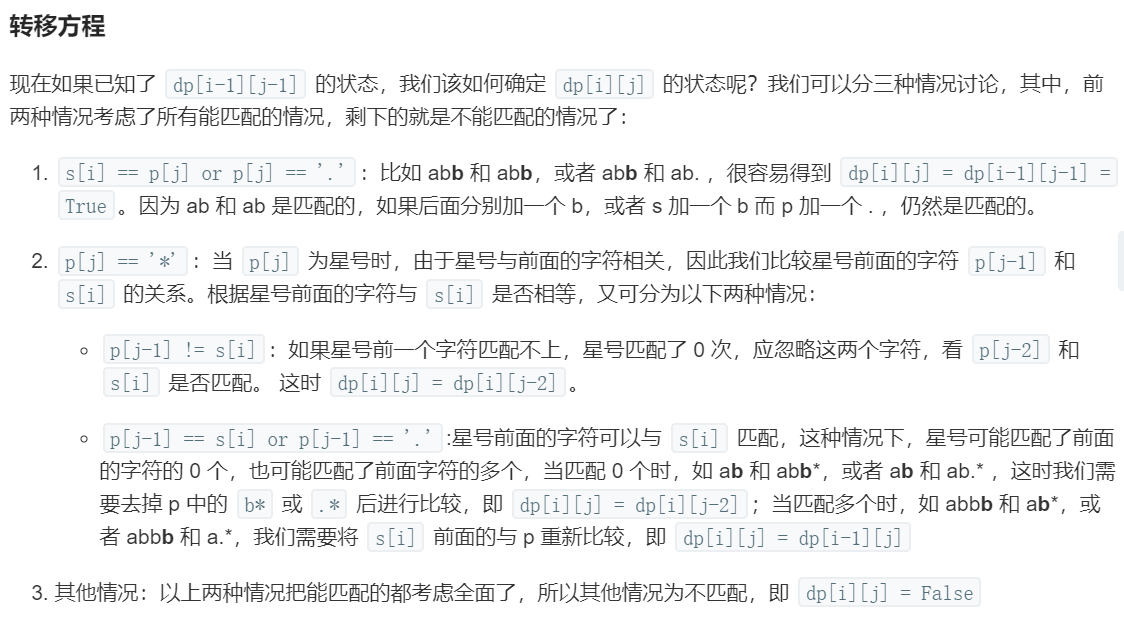 转移方程
现在如果已知了 dp[i-1][j-1] 的状态，我们该如何确定 dp[i][j] 的状态呢？我们可以分三种情况讨论，其中，前
两种情况考虑了所有能匹配的情况，剩下的就是不能匹配的情况了：
1. s[i] == p[j] or p[j] == '.' ：比如 abb 和 abb，或者 abb 和 ab. ，很容易得到 dp[i][j] = dp[i-1][j-1] =
True 。因为 ab 和 ab 是匹配的，如果后面分别加一个 b，或者 s 加一个 b 而 p 加一个 . ，仍然是匹配的。
2. p[j] == '*' ：当 p[j] 为星号时，由于星号与前面的字符相关，因此我们比较星号前面的字符 p[j-1] 和
s[i] 的关系。根据星号前面的字符与 s[i] 是否相等，又可分为以下两种情况：
○ p[j-1] != s[i] ：如果星号前一个字符匹配不上，星号匹配了 0 次，应忽略这两个字符，看 p[j-2] 和
s[i] 是否匹配。 这时 dp[i][j] = dp[i][j-2] 。
○ p[j-1] == s[i] or p[j-1] == '.' :星号前面的字符可以与 s[i] 匹配，这种情况下，星号可能匹配了前面
的字符的 0 个，也可能匹配了前面字符的多个，当匹配 0 个时，如 ab 和 abb*，或者 ab 和 ab.* ，这时我们需
要去掉 p 中的 b* 或 .* 后进行比较，即 dp[i][j] = dp[i][j-2] ；当匹配多个时，如 abbb 和 ab*，或
者 abbb 和 a.*，我们需要将 s[i] 前面的与 p 重新比较，即 dp[i][j] = dp[i-1][j]
3. 其他情况：以上两种情况把能匹配的都考虑全面了，所以其他情况为不匹配，即 dp[i][j] = False